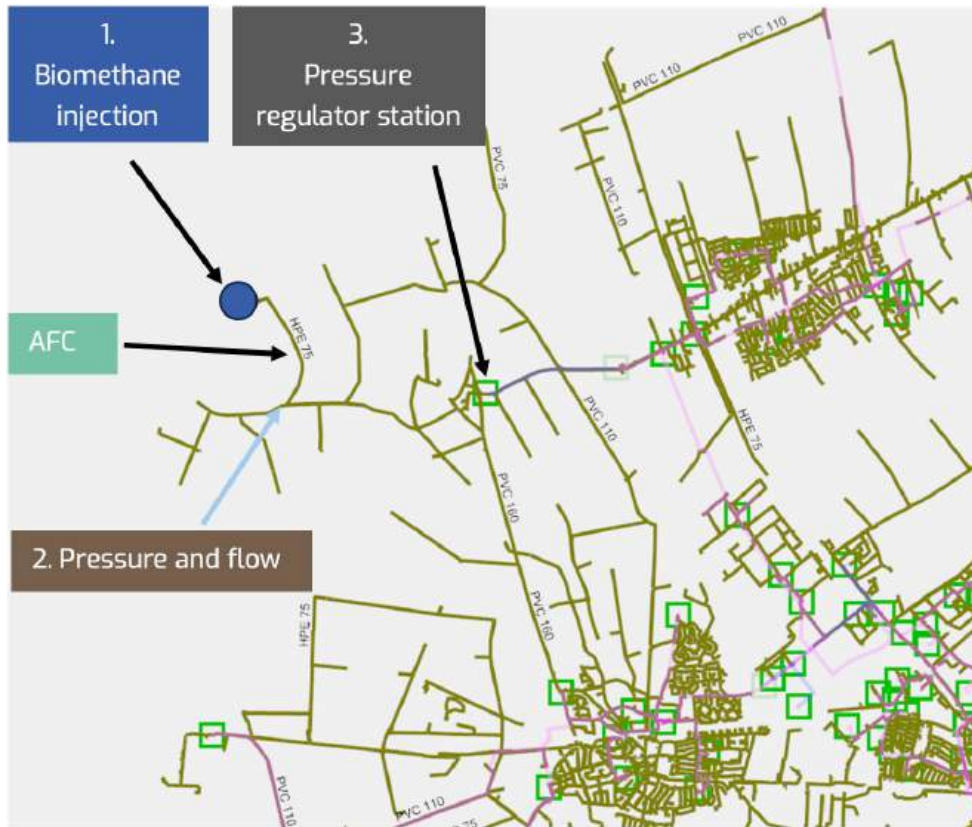 1.
Biomethane
injection
3.
Pressure
regulator station
PVC 110
PVC 110
PVC 75
PVC 110
HPE 75
AFC
PVC 110
HPE 75
PVC 160
2. Pressure and flow
HPE 75
PVC 160
PVC 110
PVC 110